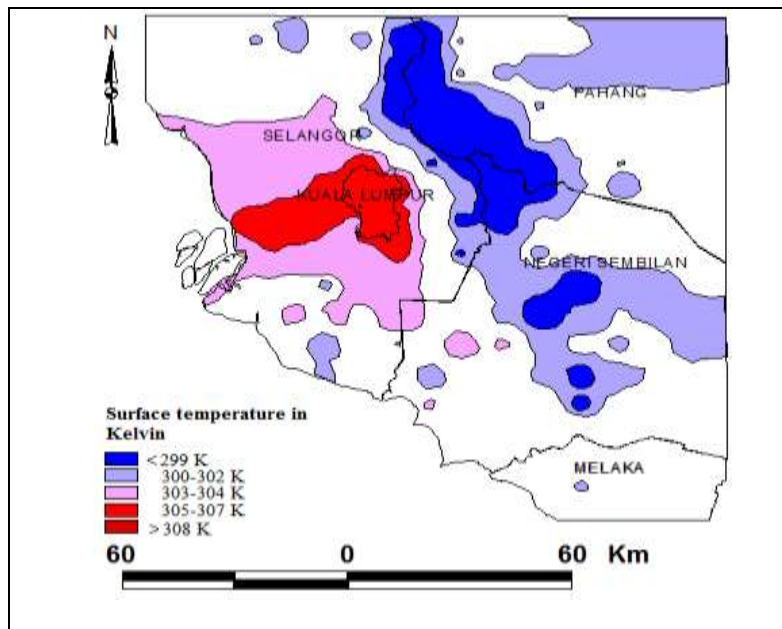 N
PAHANG
SELANGOR
KUALA LUMPUR
NEGERI SEMBILAN
Surface temperature in
Kelvin
<299 K
300-302 K
303-304 K
305-307 K
>308 K
MELAKA
60 0 60 Km